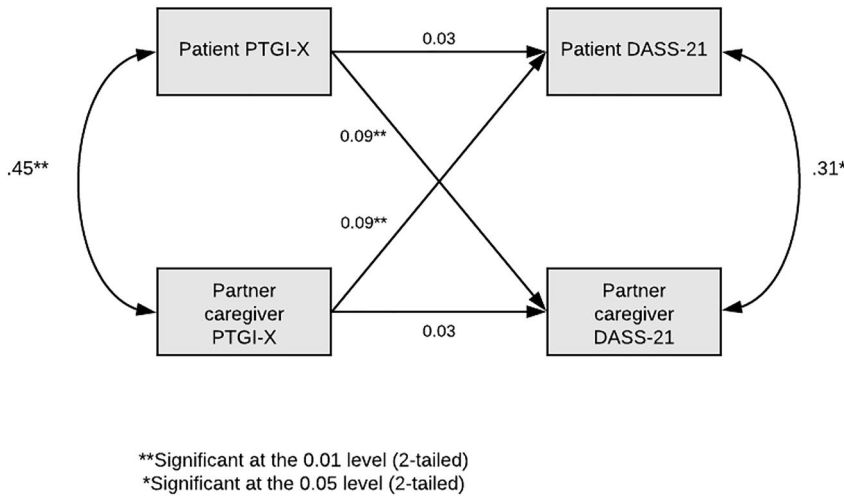 Patient PTGI-X
0.03
Patient DASS-21
0.09**
.45**
.31*
0.09**
Partner
caregiver
PTGI-X
0.03
Partner
caregiver
DASS-21
**Significant at the 0.01 level (2-tailed)
*Significant at the 0.05 level (2-tailed)